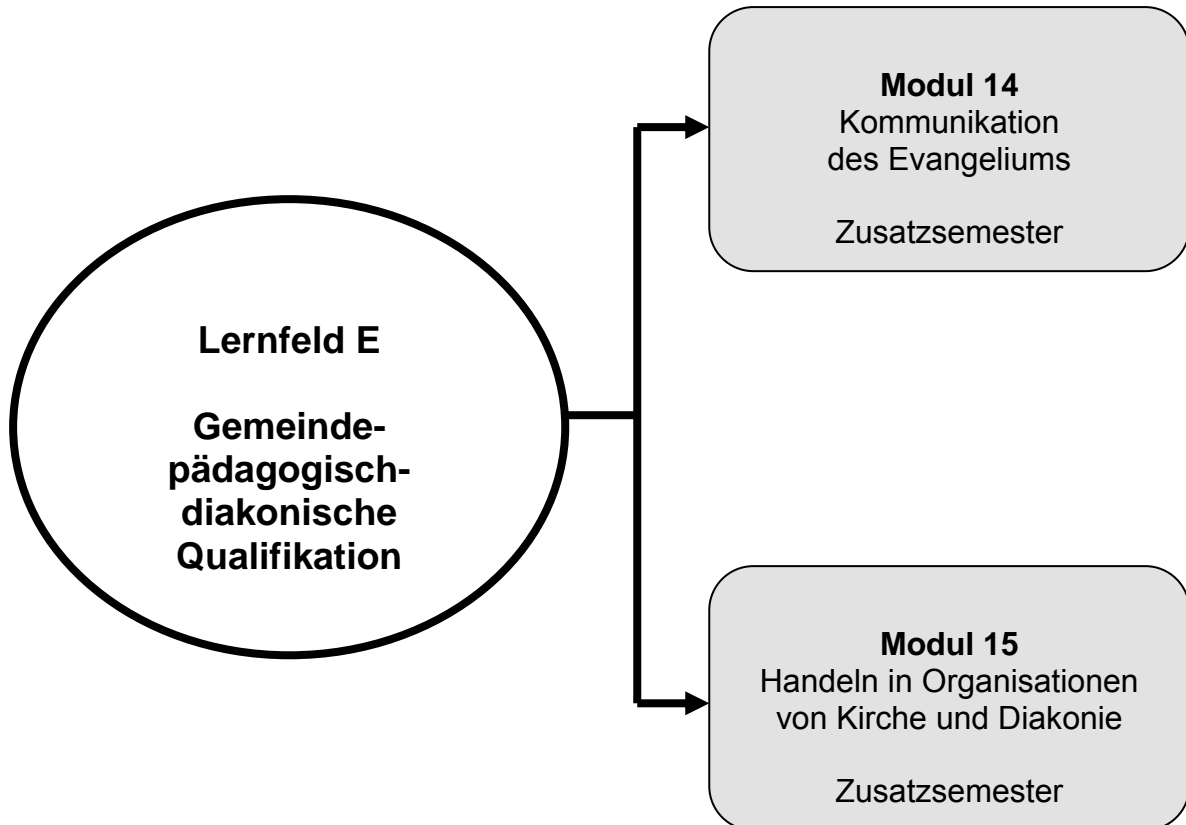 Modul 14
Kommunikation
des Evangeliums
Zusatzsemester
Lernfeld E
Gemeinde-
pädagogisch-
diakonische
Qualifikation
Modul 15
Handeln in Organisationen
von Kirche und Diakonie
Zusatzsemester